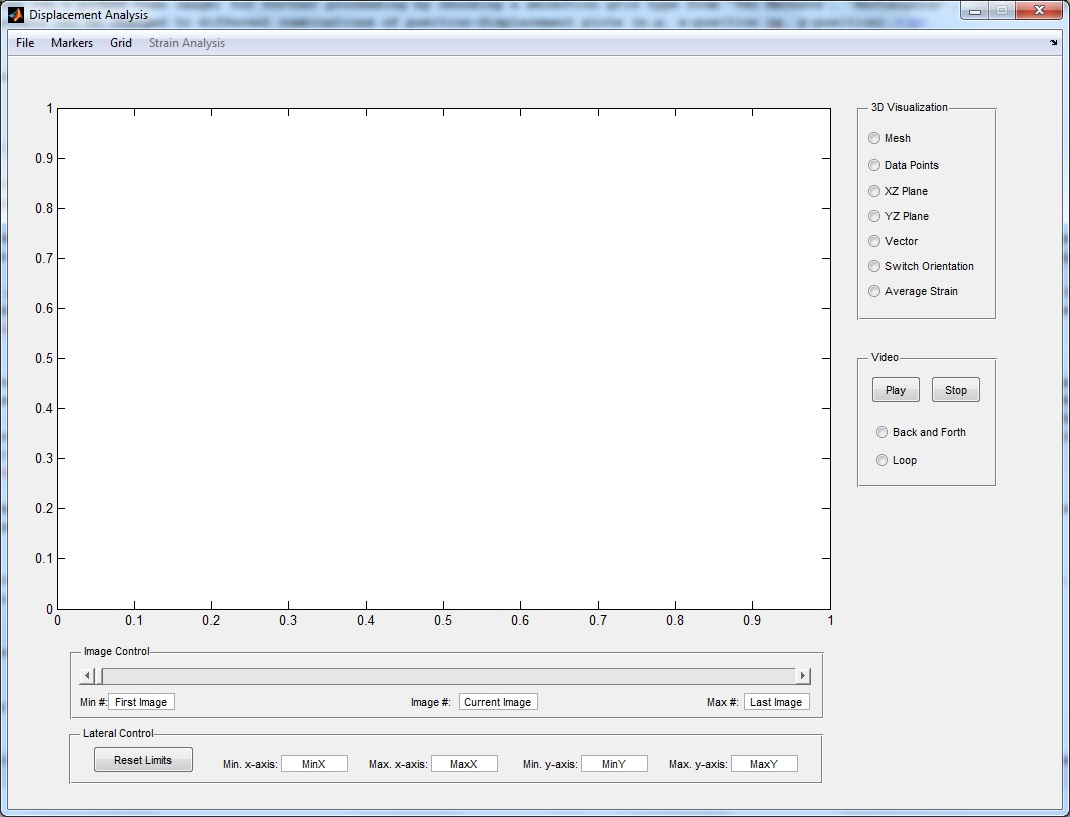 Displacement Analysis
File Markers Grid Strain Analysis
1
0.9
0.8
0.7
0.6
0.5
0.4
0.3
0.2
0.1
0
0 0.1 0.2 0.3 0.4 0.5 0.6 0.7 0.8 0.9 1
3D Visualization
Mesh
Data Points
XZ Plane
YZ Plane
Vector
Switch Orientation
Average Strain
Video
Play Stop
Back and Forth
Loop
Image Control
Min #: First Image Image #: Current Image Max #: Last Image
Lateral Control
Reset Limits Min. x-axis: MinX Max. x-axis: MaxX Min. y-axis: MinY Max. y-axis: MaxY